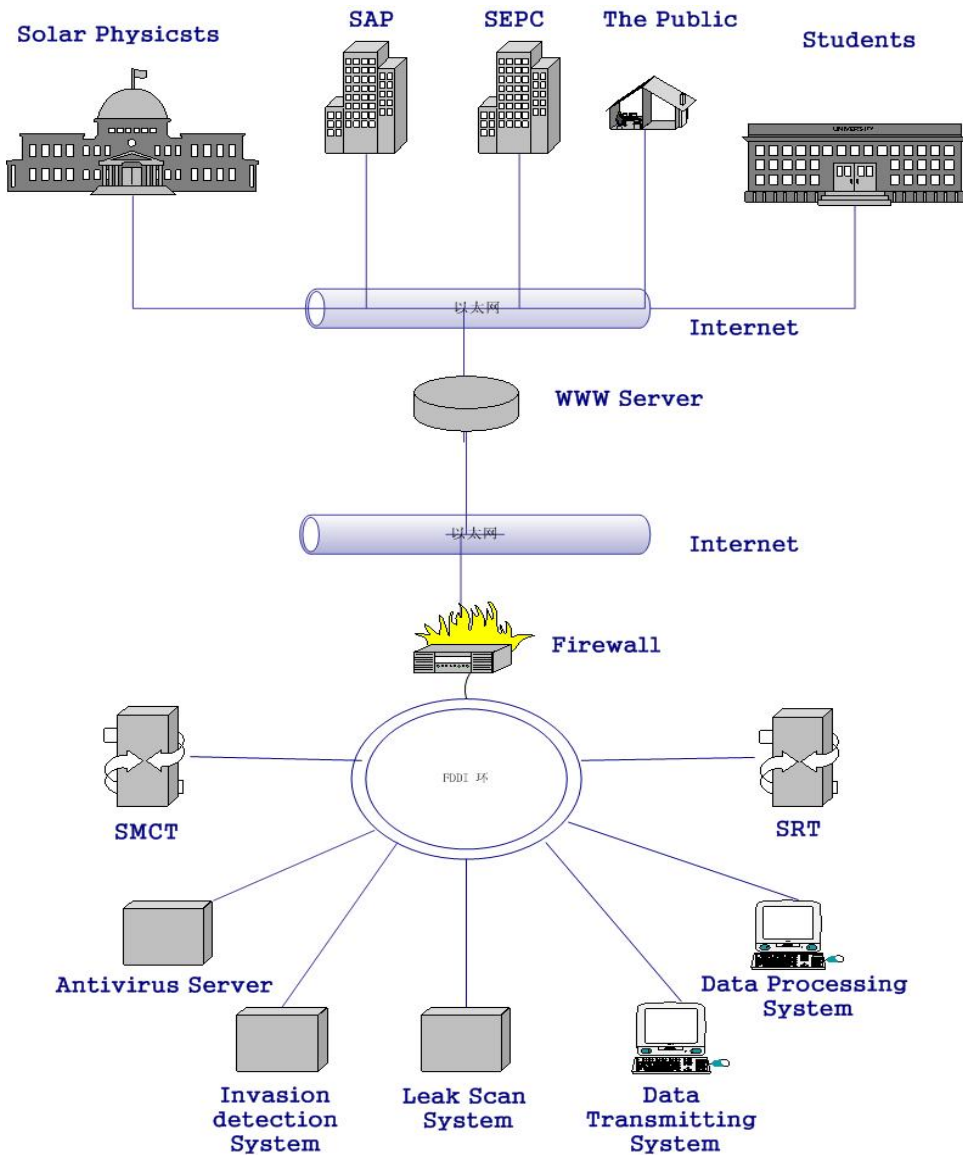 Solar Physicsts
SAP
SEPC
The Public
Students
UNIVERSITY
以太网
Internet
WWW Server
以太网
Internet
Firewall
FDDI 环
SMCT
SRT
Antivirus Server
Data Processing
System
Invasion
detection
System
Leak Scan
System
Data
Transmitting
System